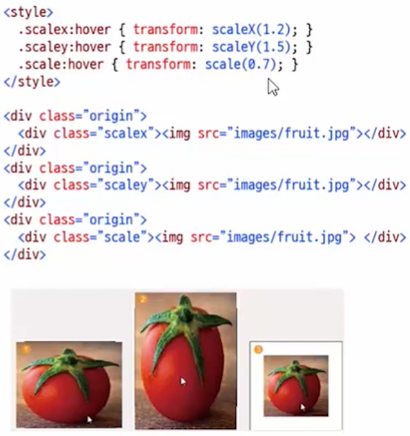 <style>
.scalex:hover { transform: scaleX(1.2); }
.scaley:hover { transform: scaleY(1.5); }
.scale:hover { transform: scale(0.7); }
</style>
<div class="origin">
<div class="scalex"><img src="images/fruit.jpg"></div>
</div>
<div class="origin">
<div class="scaley"><img src="images/fruit.jpg"></div>
</div>
<div class="origin">
<div class="scale"><img src="images/fruit.jpg"> </div>
</div>
1
2
3